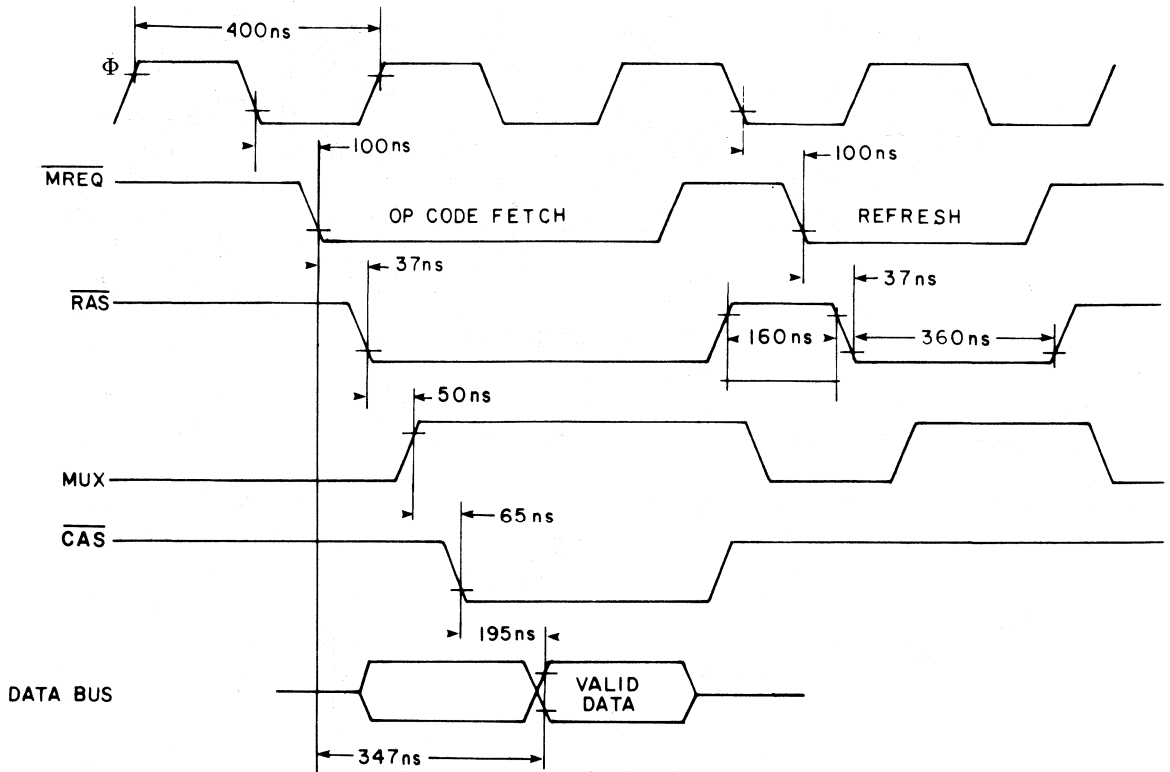 400ns
Φ
100ns
100ns
MREQ
OP CODE FETCH
REFRESH
37ns
37ns
RAS
160ns
360ns
50ns
MUX
65ns
CAS
195ns
DATA BUS
VALID
DATA
347ns